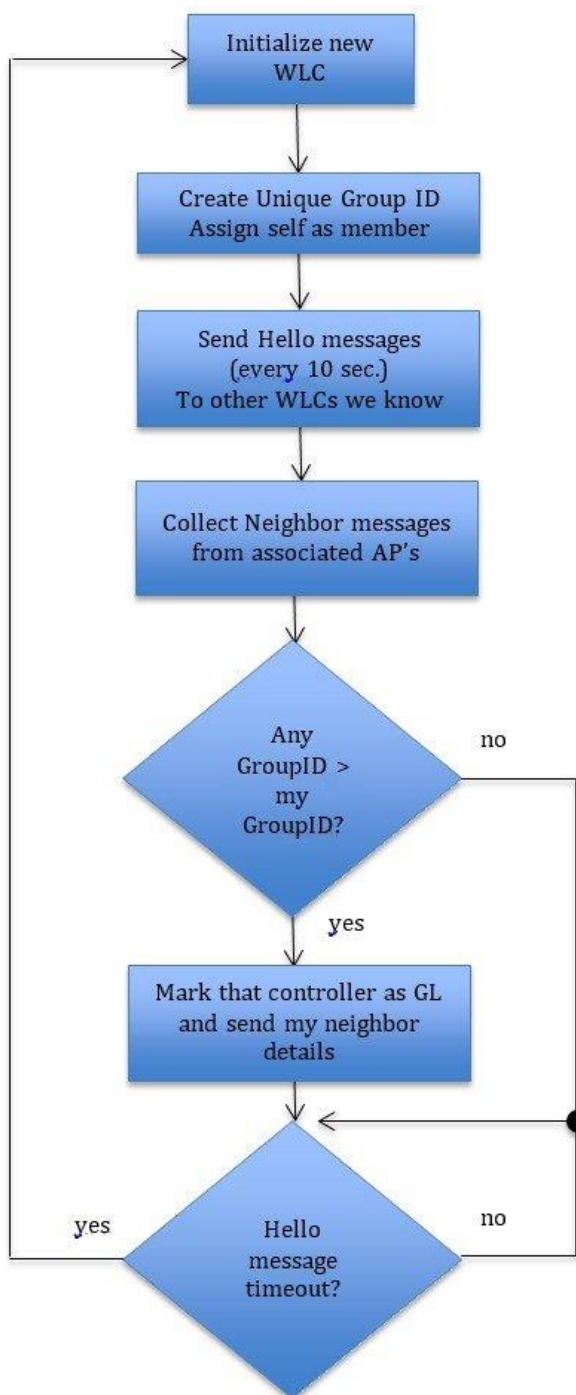 Initialize new
WLC
Create Unique Group ID
Assign self as member
Send Hello messages
(every 10 sec.)
To other WLCs we know
Collect Neighbor messages
from associated AP's
Any
GroupID >
my
GroupID?
no
yes
Mark that controller as GL
and send my neighbor
details
yes
Hello
message
timeout?
no